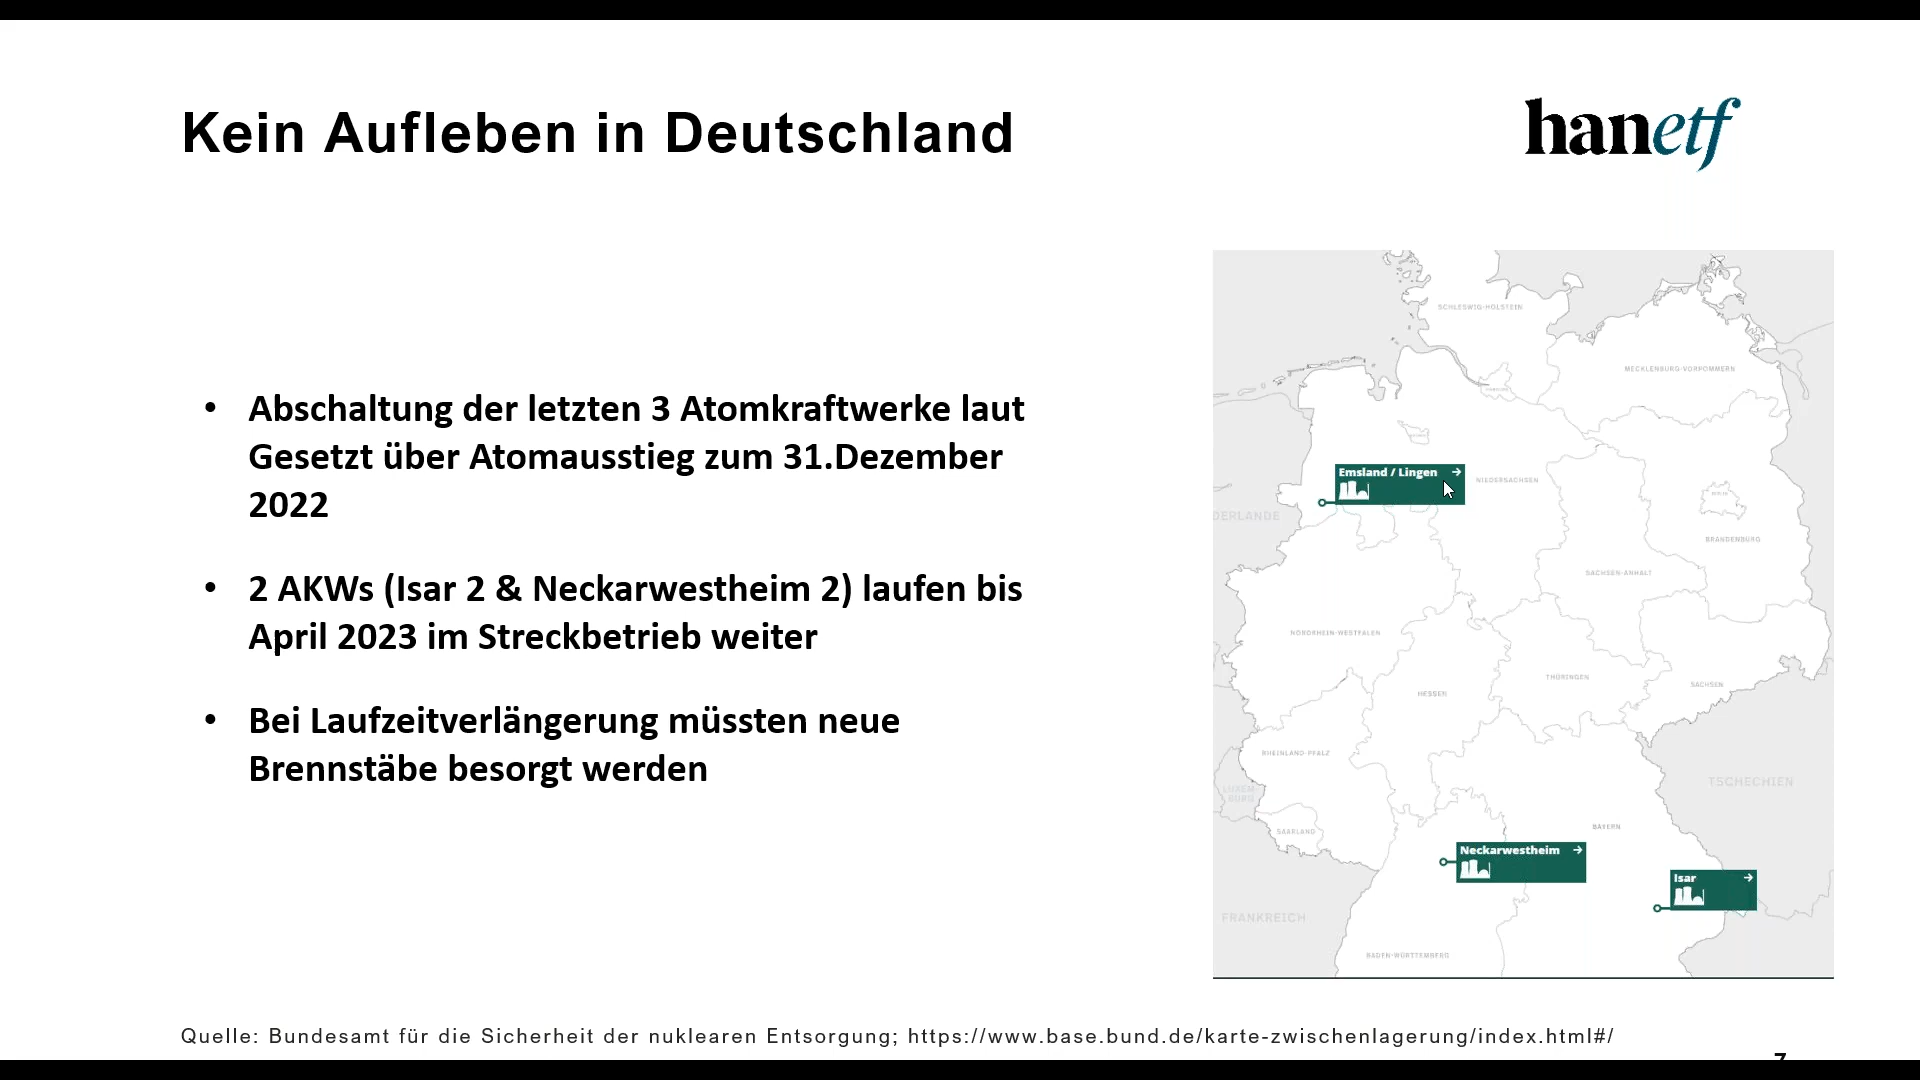 Kein Aufleben in Deutschland
hanetf
• Abschaltung der letzten 3 Atomkraftwerke laut
Gesetzt über Atomausstieg zum 31.Dezember
2022
• 2 AKWs (Isar 2 & Neckarwestheim 2) laufen bis
April 2023 im Streckbetrieb weiter
• Bei Laufzeitverlängerung müssten neue
Brennstäbe besorgt werden
SCHLESWIG-HOLSTEIN
MECKLENBURG-VORPOMMERN
Emsland / Lingen →
NIEDERSACHSEN
BERLIN
DERLANDE
BRANDENBURG
SACHSEN-ANHALT
NORDRHEIN-WESTFALEN
THÜRINGEN
SACHSEN
HESSEN
RHEINLAND-PFALZ
TSCHECHIEN
LUXEM-
BURG
SAARLAND
BAYERN
Neckarwestheim →
Isar →
FRANKREICH
BADEN-WÜRTTEMBERG
Quelle: Bundesamt für die Sicherheit der nuklearen Entsorgung; https://www.base.bund.de/karte-zwischenlagerung/index.html#/
7